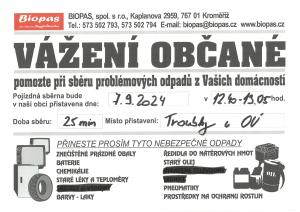 Biopas
BIOPAS, spol. s r.o., Kaplanova 2959, 767 01 Kroměříž
Tel.: 573 502 793, 573 502 794 E-mail: biopas@biopas.cz
www.biopas.cz
VÁŽENÍ OBČANÉ
pomozte při sběru problémových odpadů z Vašich domácností
Pojízdná sběrna bude
v naší obci přistavena dne: 7.9.2024 v 12.40-13.05 hod.
Doba sběru: 25 min Místo přistavení: Troubky u OÚ
PŘINESTE PROSÍM TYTO NEBEZPEČNÉ ODPADY
ZNEČIŠTĚNÉ PRÁZDNÉ OBALY
BATERIE
CHEMIKÁLIE
STARÉ LÉKY A TEPLOMĚRY
BARVY - LAKY
ŘEDIDLA DO NÁTĚROVÝCH HMOT
STARÝ OLEJ
PNEUMATIKY
PROSTŘEDKY NA OCHRANU ROSTLIN